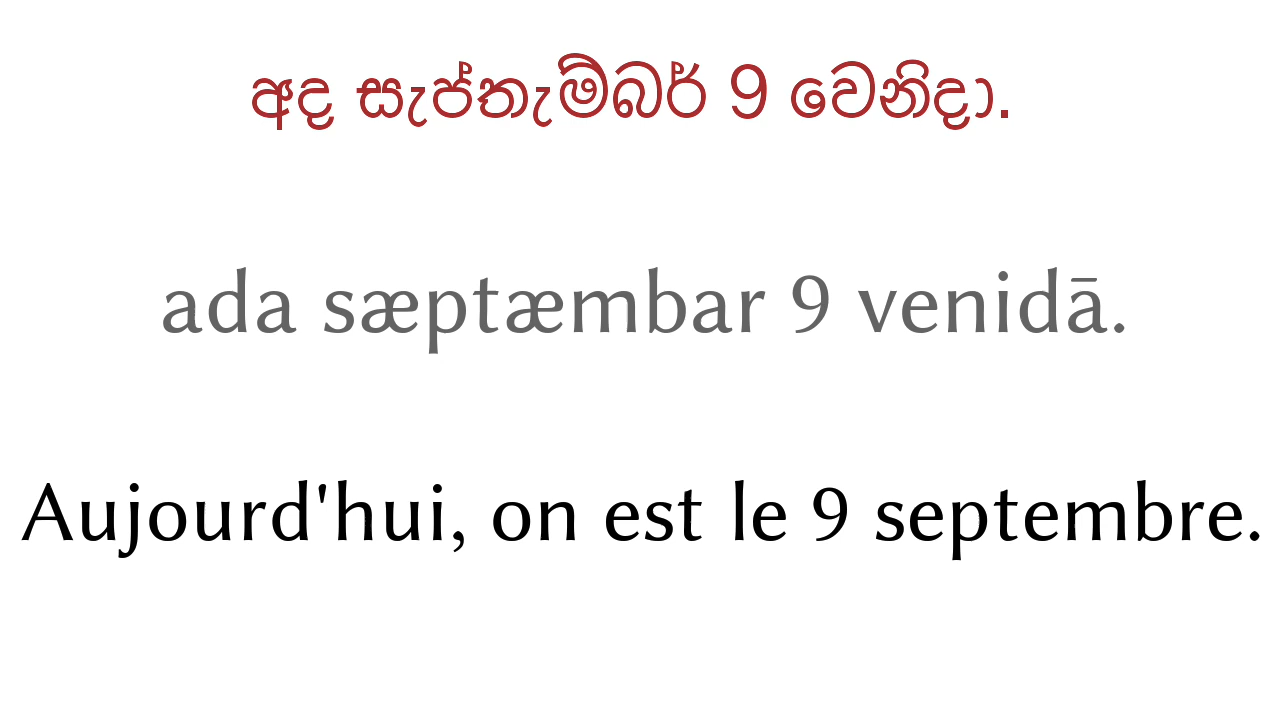 අද සැප්තැම්බර් 9 වෙනිදා.
ada sæptæmbar 9 venidā.
Aujourd'hui, on est le 9 septembre.